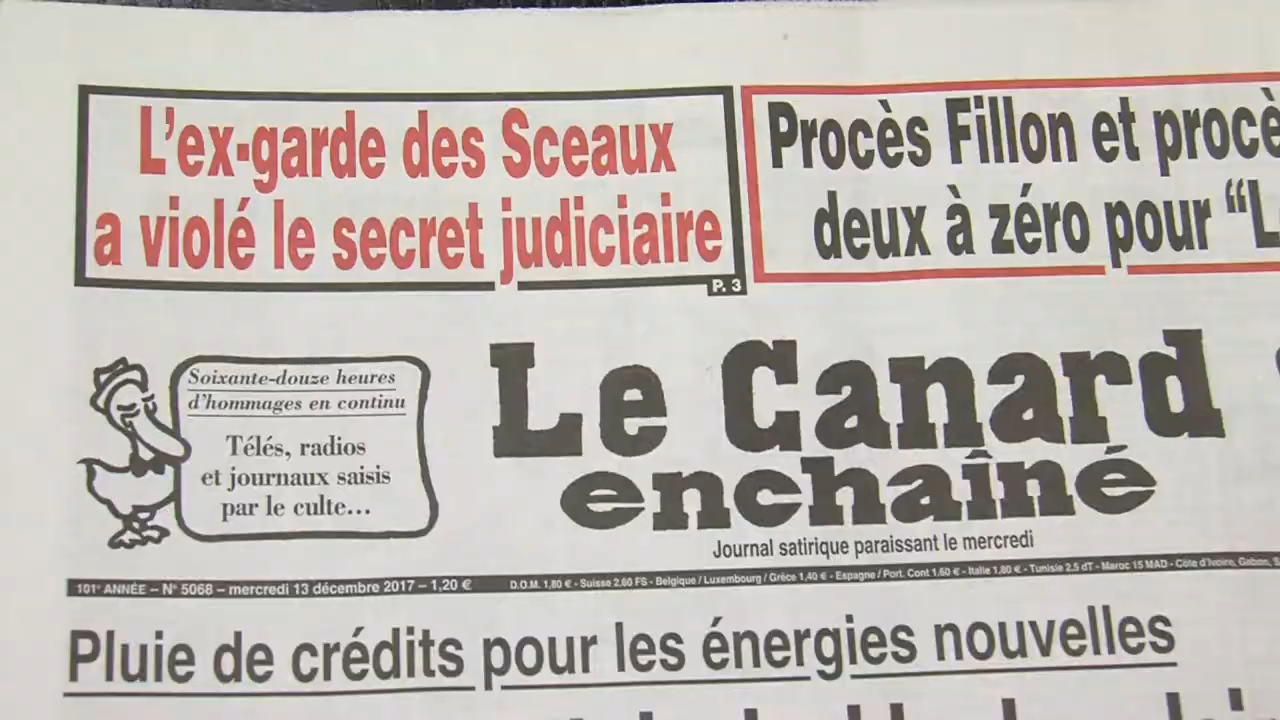 L'ex-garde des Sceaux
a violé le secret judiciaire
P. 3
Procès Fillon et
deux à zéro pour
Soixante-douze heures
d'hommages en continu
Télés, radios
et journaux saisis
par le culte...
Le Canard
enchaîné
Journal satirique paraissant le mercredi
101e ANNÉE – N° 5068 – mercredi 13 décembre 2017 – 1,20 €
D.O.M. 1,80 € - Suisse 2,60 FS - Belgique / Luxembourg / Grèce 1,40 € - Espagne / Port. Cont 1,60 € - Italie 1,80 € - Tunisie 2.5 dT - Maroc 15 MAD - Côte d'Ivoire, Gabon,
Pluie de crédits pour les énergies nouvelles